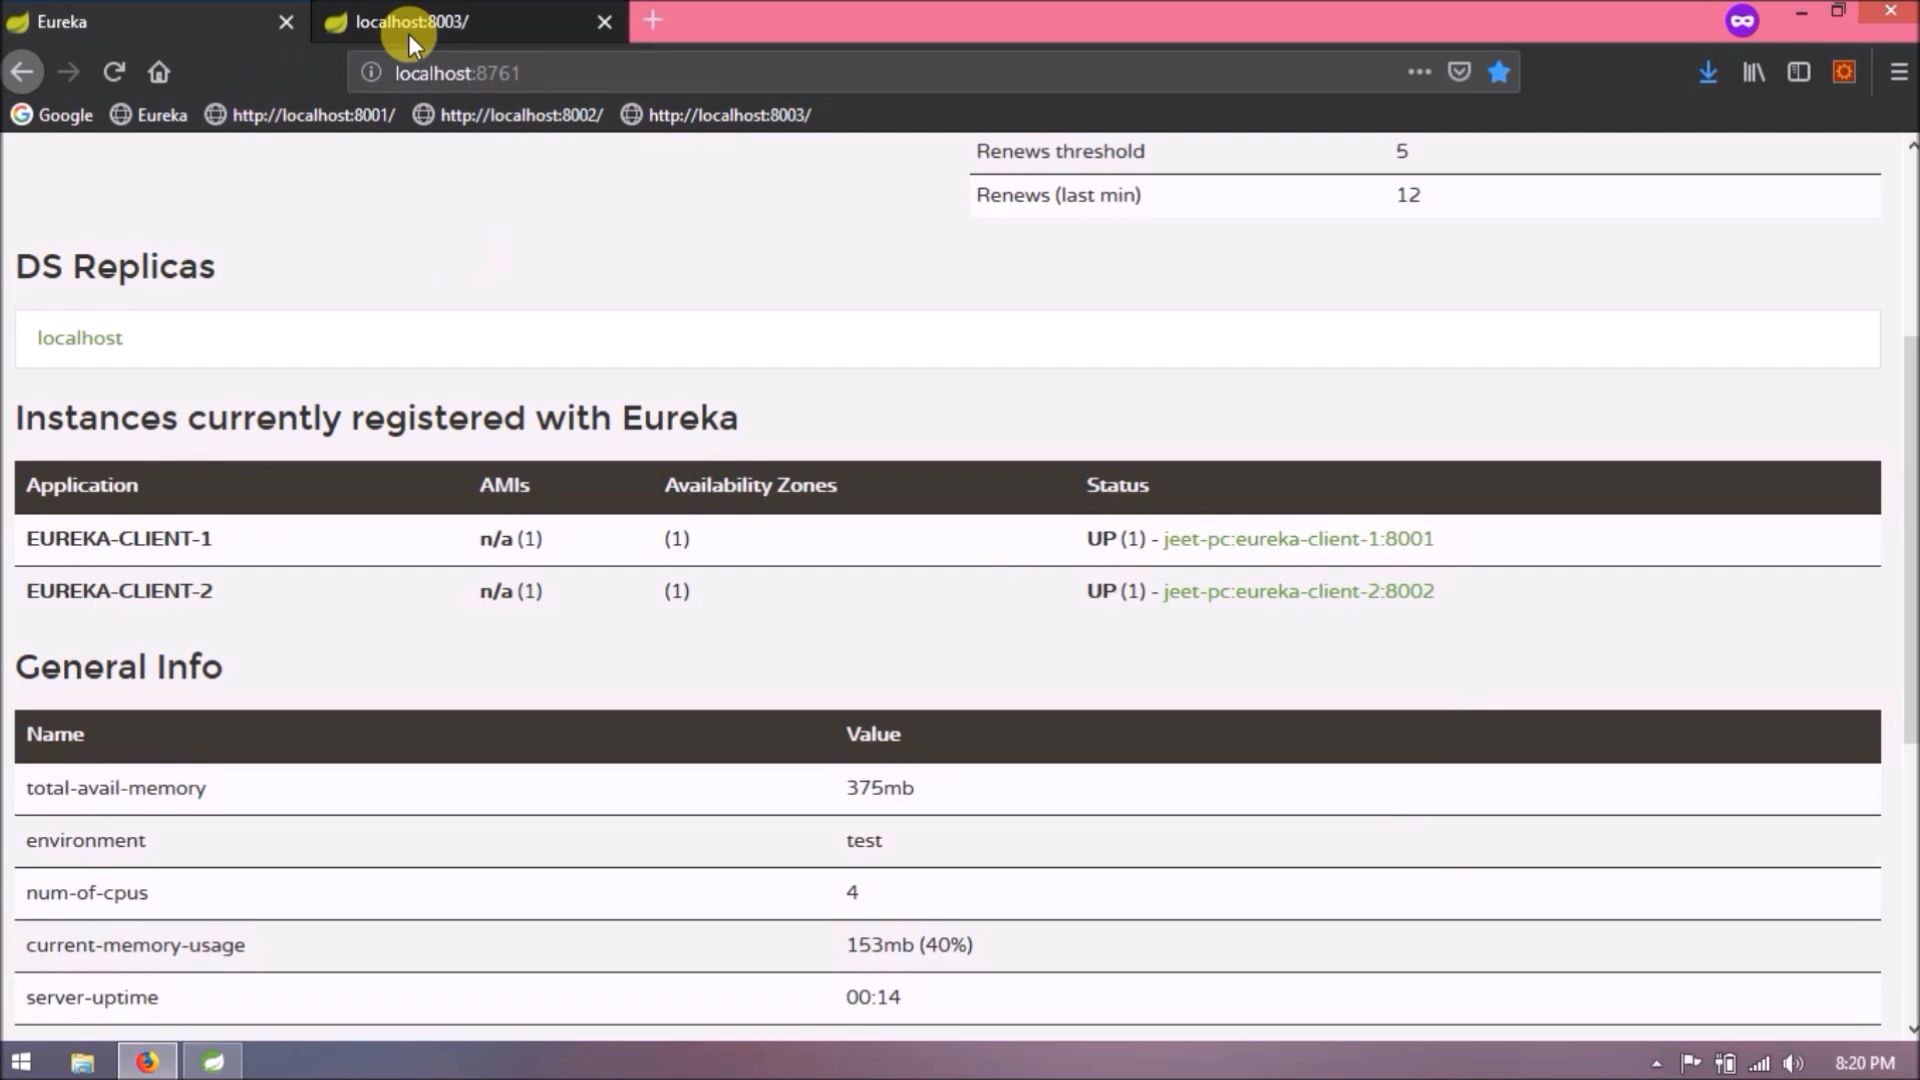 Eureka
localhost:8003/
localhost:8761
Google
Eureka
http://localhost:8001/
http://localhost:8002/
http://localhost:8003/
Renews threshold 5
Renews (last min) 12
DS Replicas
localhost
Instances currently registered with Eureka
Application AMIs Availability Zones Status
EUREKA-CLIENT-1 n/a (1) (1) UP (1) - jeet-pc:eureka-client-1:8001
EUREKA-CLIENT-2 n/a (1) (1) UP (1) - jeet-pc:eureka-client-2:8002
General Info
Name Value
total-avail-memory 375mb
environment test
num-of-cpus 4
current-memory-usage 153mb (40%)
server-uptime 00:14
8:20 PM